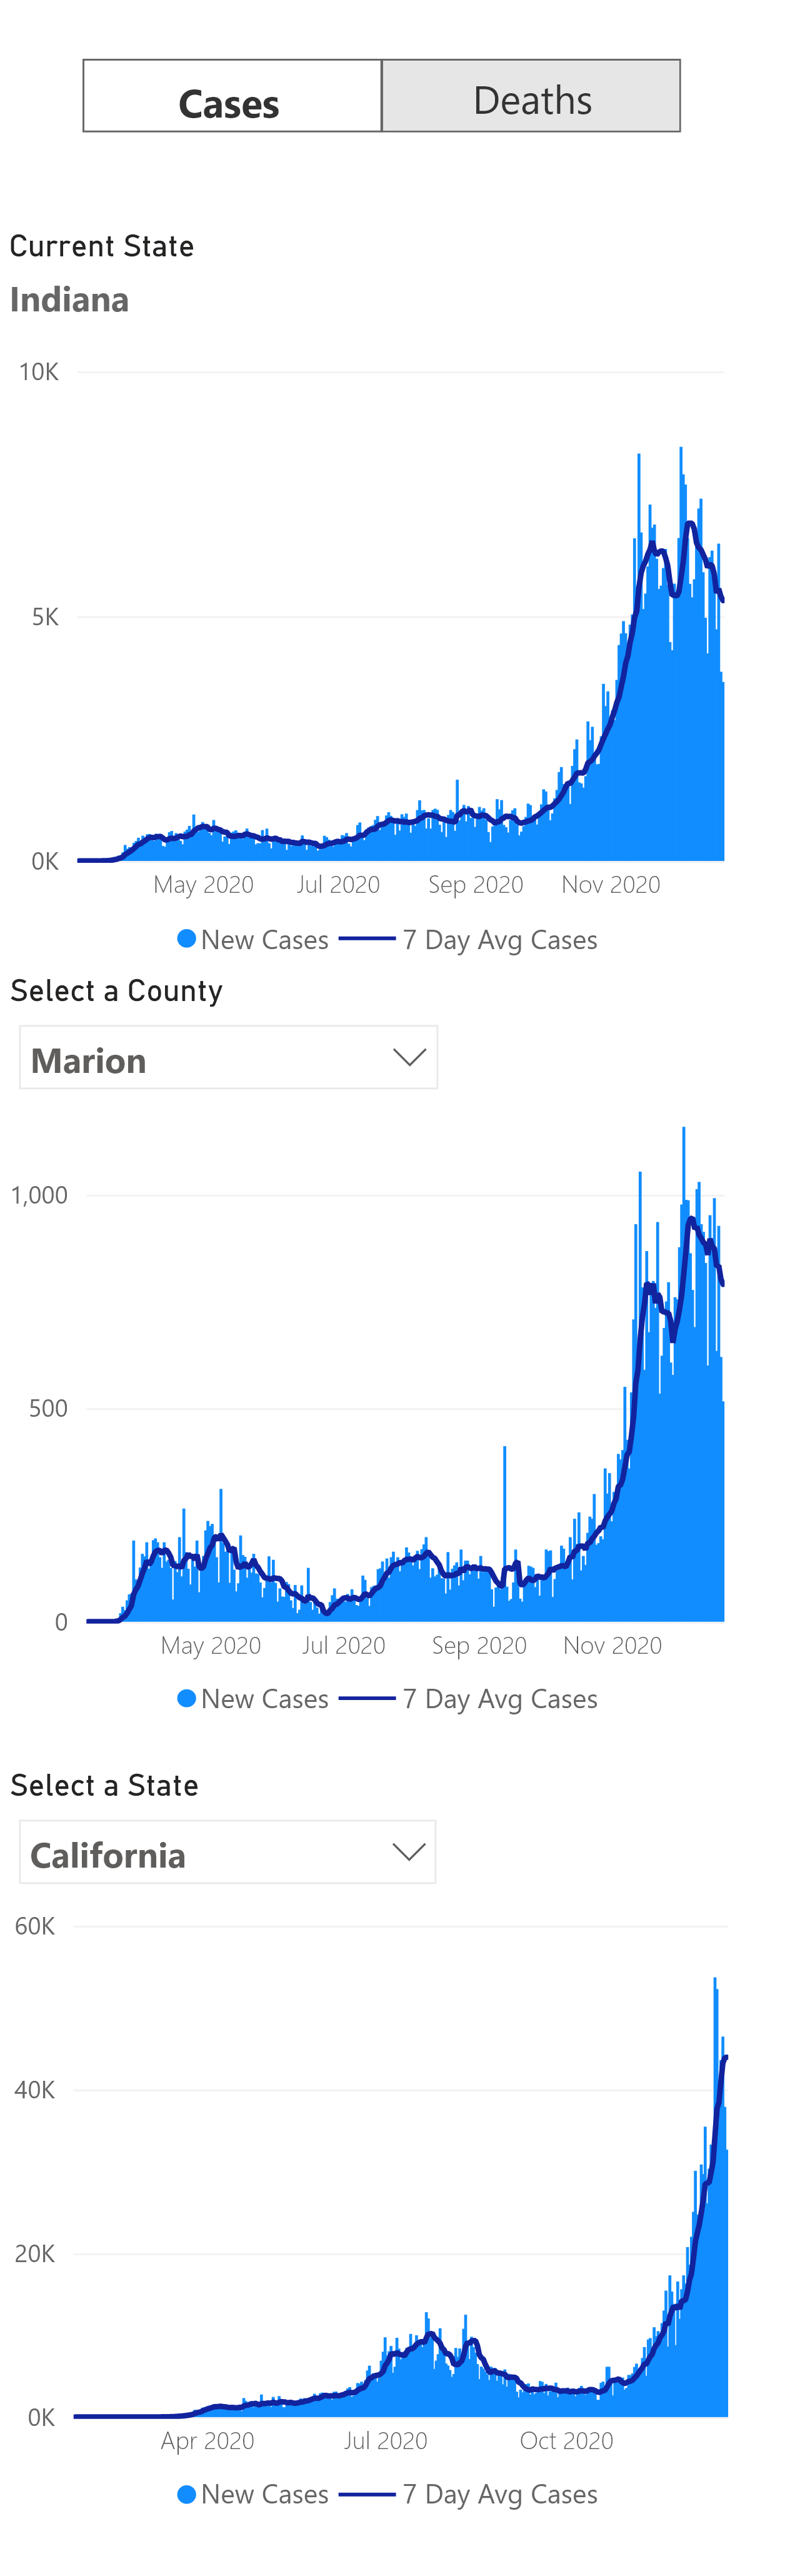 Cases Deaths
Current State
Indiana
10K
5K
0K
May 2020 Jul 2020 Sep 2020 Nov 2020
New Cases 7 Day Avg Cases
Select a County
Marion
1,000
500
0
May 2020 Jul 2020 Sep 2020 Nov 2020
New Cases 7 Day Avg Cases
Select a State
California
60K
40K
20K
0K
Apr 2020 Jul 2020 Oct 2020
New Cases 7 Day Avg Cases